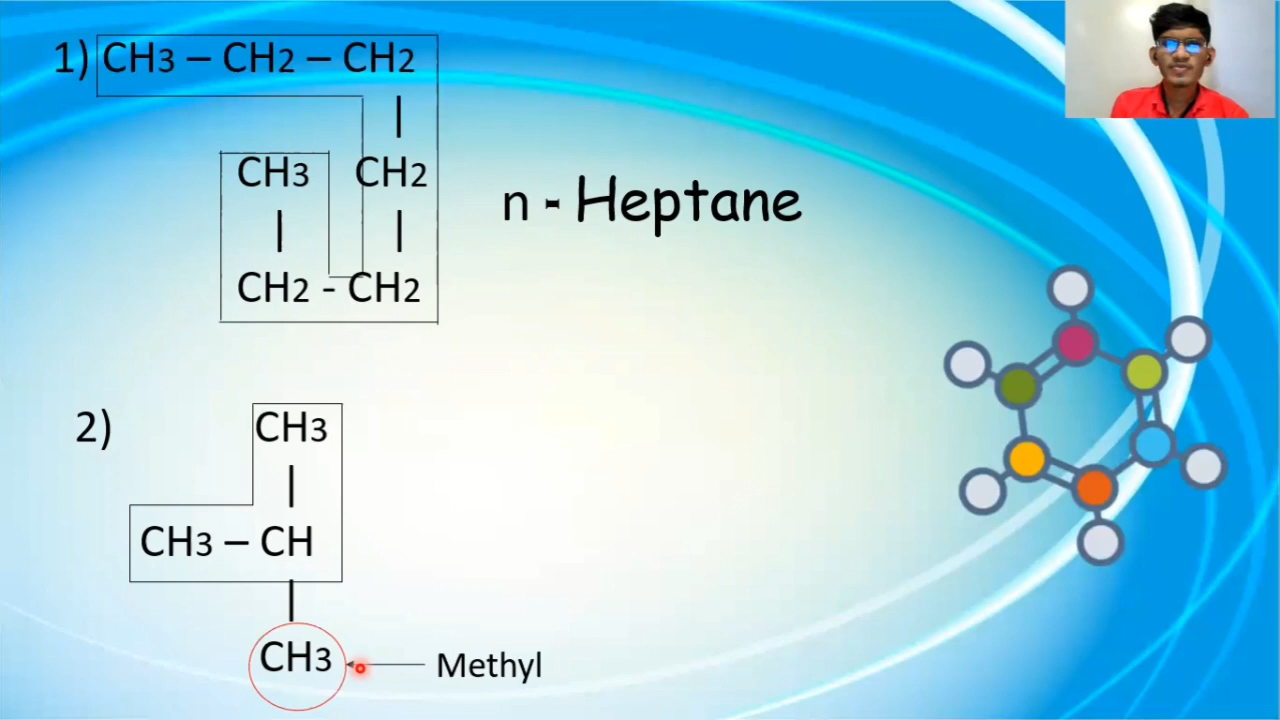 1) CH3 – CH2 – CH2
|
CH3 CH2
| |
CH2 - CH2
n - Heptane
2) CH3
|
CH3 – CH
|
CH3
Methyl